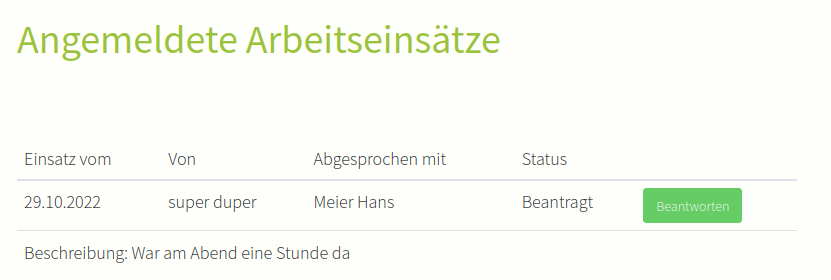 Angemeldete Arbeitseinsätze
Einsatz vom Von Abgesprochen mit Status
29.10.2022 super duper Meier Hans Beantragt Beantworten
Beschreibung: War am Abend eine Stunde da